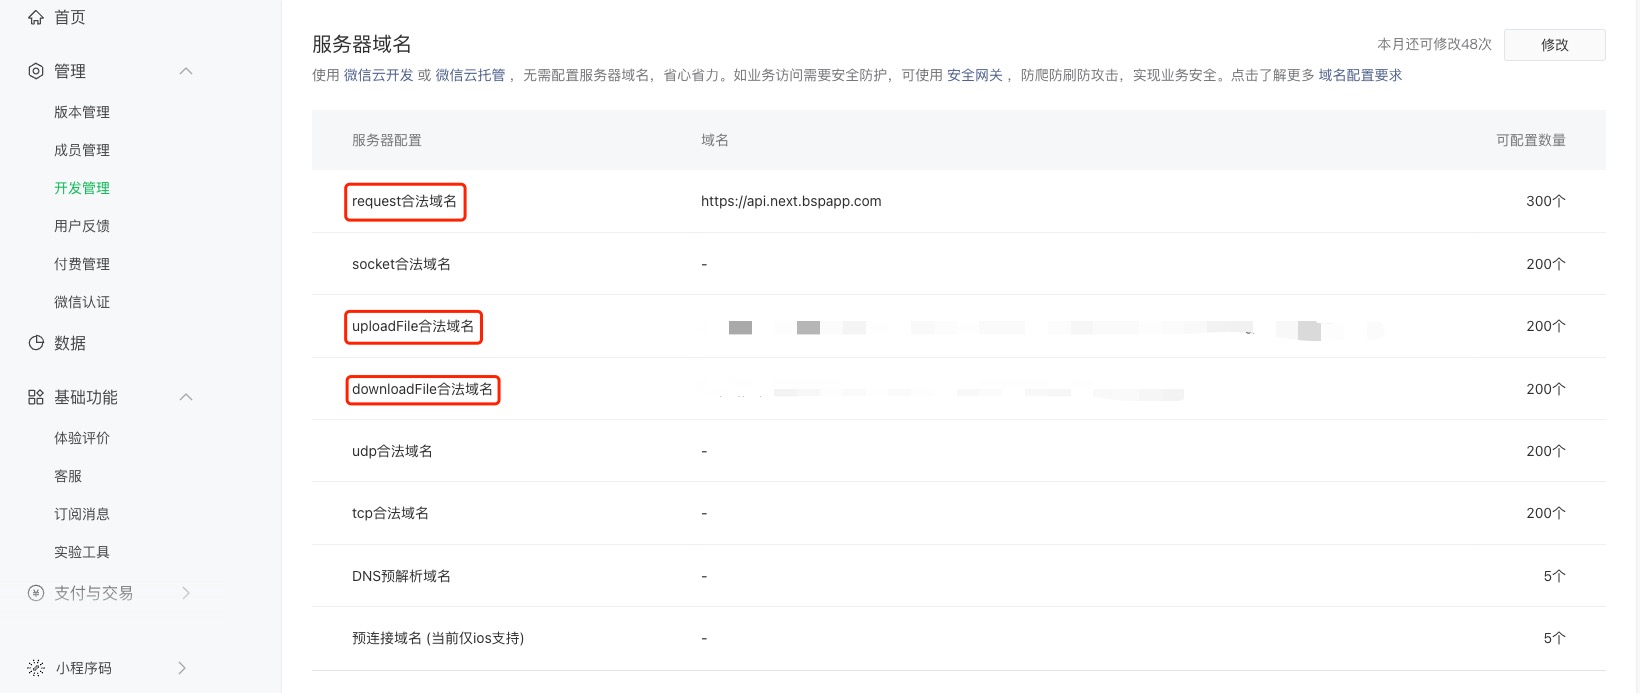 首页
管理
版本管理
成员管理
开发管理
用户反馈
付费管理
微信认证
数据
基础功能
体验评价
客服
订阅消息
实验工具
支付与交易
小程序码
服务器域名
本月还可修改48次
修改
使用 微信云开发 或 微信云托管 ，无需配置服务器域名，省心省力。如业务访问需要安全防护，可使用 安全网关 ，防爬防刷防攻击，实现业务安全。点击了解更多 域名配置要求
服务器配置 域名 可配置数量
request合法域名 https://api.next.bspapp.com 300个
socket合法域名 - 200个
uploadFile合法域名 200个
downloadFile合法域名 200个
udp合法域名 - 200个
tcp合法域名 - 200个
DNS预解析域名 - 5个
预连接域名 (当前仅ios支持) - 5个